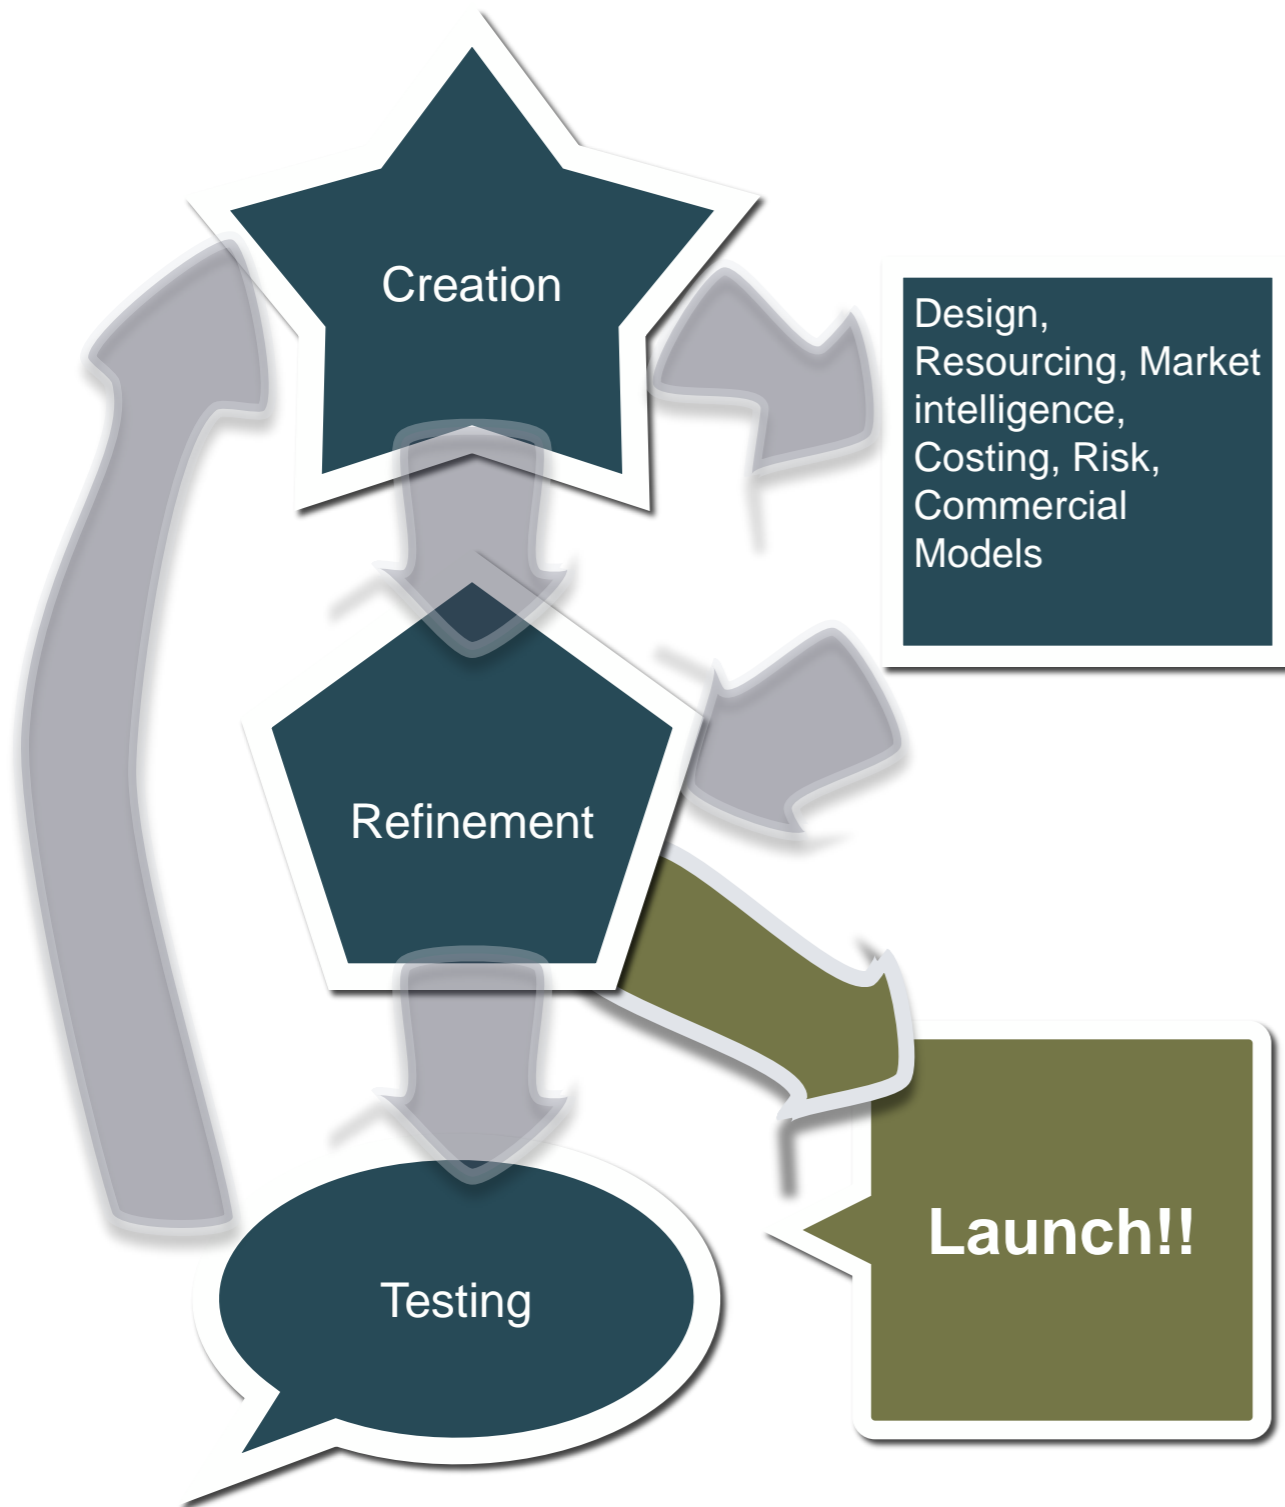 Creation
Design,
Resourcing, Market
intelligence,
Costing, Risk,
Commercial
Models
Refinement
Launch!!
Testing